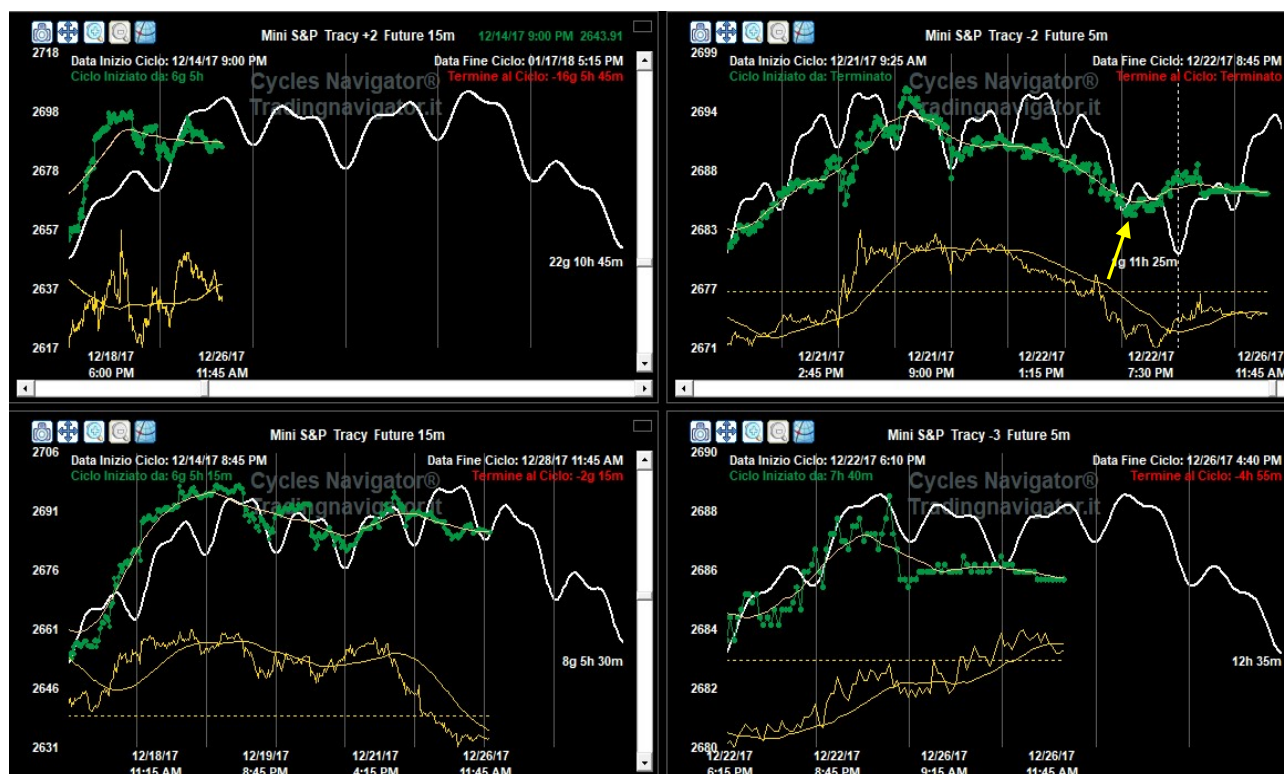 Mini S&P Tracy +2 Future 15m
12/14/17 9:00 PM 2643.91
2718
2698
2678
2657
2637
2617
Data Inizio Ciclo: 12/14/17 9:00 PM
Data Fine Ciclo: 01/17/18 5:15 PM
Ciclo Iniziato da: 6g 5h
Termine al Ciclo: -16g 5h 45m
Cycles Navigator®
Tradingnavigator.it
22g 10h 45m
12/18/17
6:00 PM
12/26/17
11:45 AM
Mini S&P Tracy -2 Future 5m
2699
2694
2688
2683
2677
2671
Data Inizio Ciclo: 12/21/17 9:25 AM
Data Fine Ciclo: 12/22/17 8:45 PM
Ciclo Iniziato da: Terminato
Termine al Ciclo: Terminato
Cycles Navigator®
Tradingnavigator.it
g 11h 25m
12/21/17
2:45 PM
12/21/17
9:00 PM
12/22/17
1:15 PM
12/22/17
7:30 PM
12/26/17
11:45 AM
Mini S&P Tracy Future 15m
2706
2691
2676
2661
2646
2631
Data Inizio Ciclo: 12/14/17 8:45 PM
Data Fine Ciclo: 12/28/17 11:45 AM
Ciclo Iniziato da: 6g 5h 15m
Termine al Ciclo: -2g 15m
Cycles Navigator®
Tradingnavigator.it
8g 5h 30m
12/18/17
11:15 AM
12/19/17
8:45 PM
12/21/17
4:15 PM
12/26/17
11:45 AM
Mini S&P Tracy -3 Future 5m
2690
2688
2686
2684
2682
2680
Data Inizio Ciclo: 12/22/17 6:10 PM
Data Fine Ciclo: 12/26/17 4:40 PM
Ciclo Iniziato da: 7h 40m
Termine al Ciclo: -4h 55m
Cycles Navigator®
Tradingnavigator.it
12h 35m
12/22/17
6:15 PM
12/22/17
8:45 PM
12/26/17
9:15 AM
12/26/17
11:45 AM